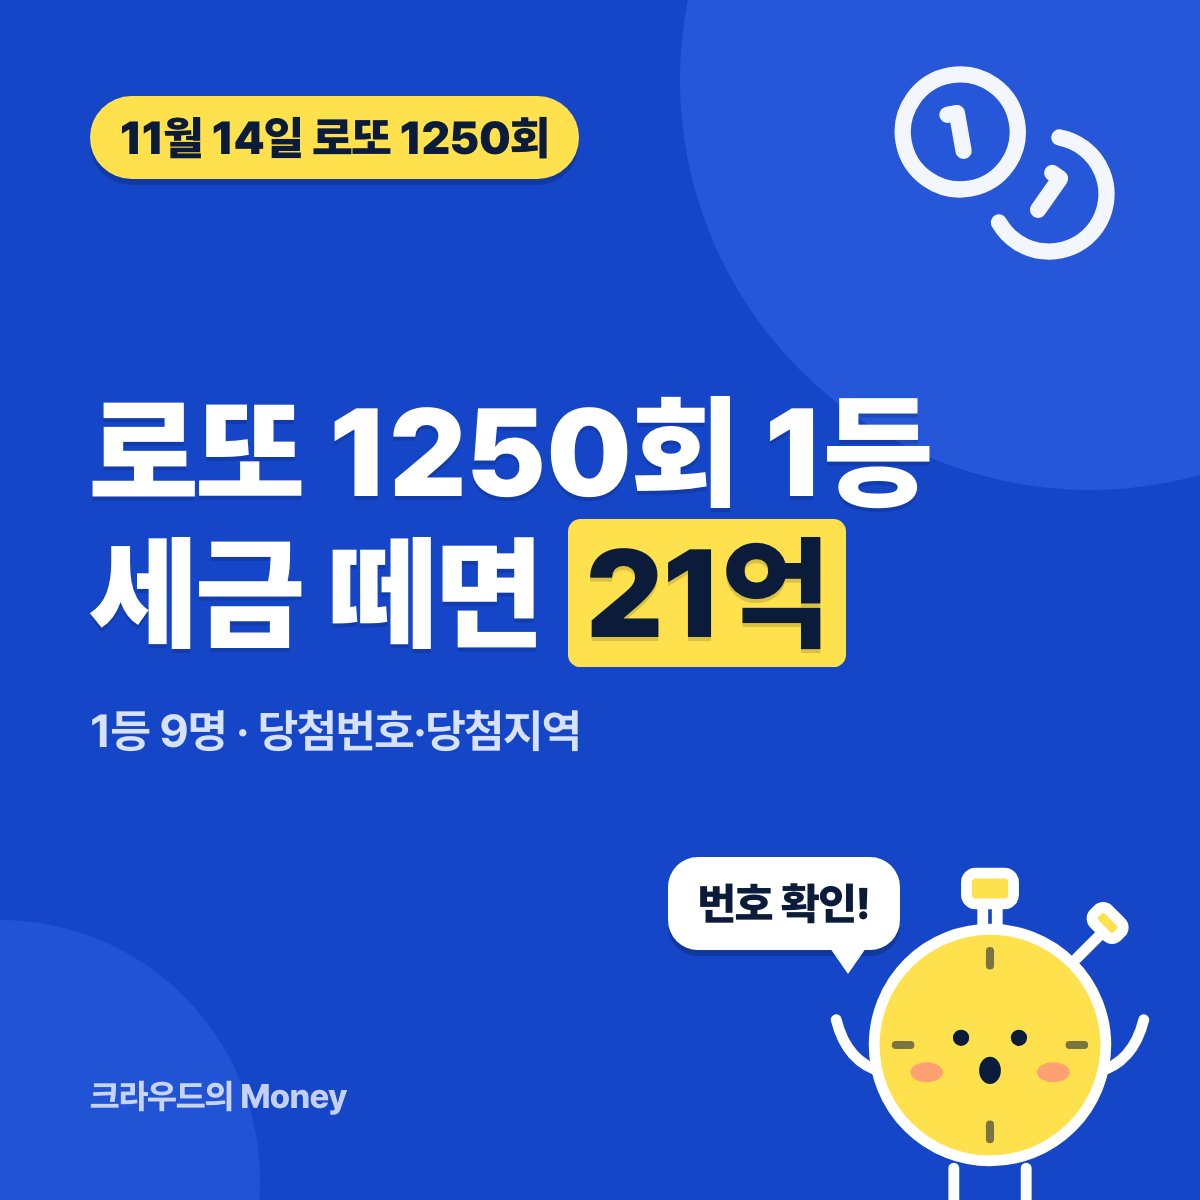 11월 14일 로또 1250회
1
1
로또 1250회 1등
세금 떼면 21억
1등 9명 · 당첨번호·당첨지역
번호 확인!
크라우드의 Money